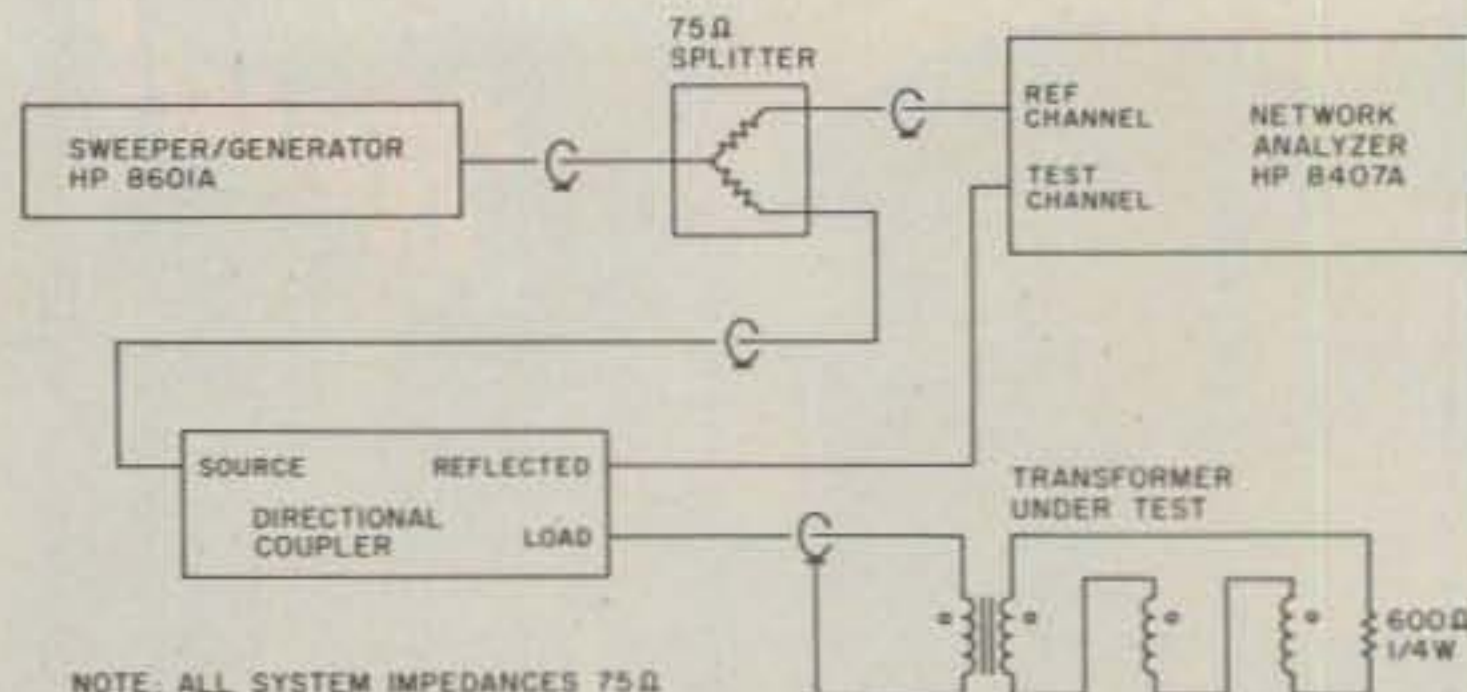 75Ω
SPLITTER
SWEEPER/GENERATOR
HP 8601A
REF
CHANNEL
TEST
CHANNEL
NETWORK
ANALYZER
HP 8407A
SOURCE
REFLECTED
DIRECTIONAL
COUPLER
LOAD
TRANSFORMER
UNDER TEST
600Ω
1/4W
NOTE: ALL SYSTEM IMPEDANCES 75Ω